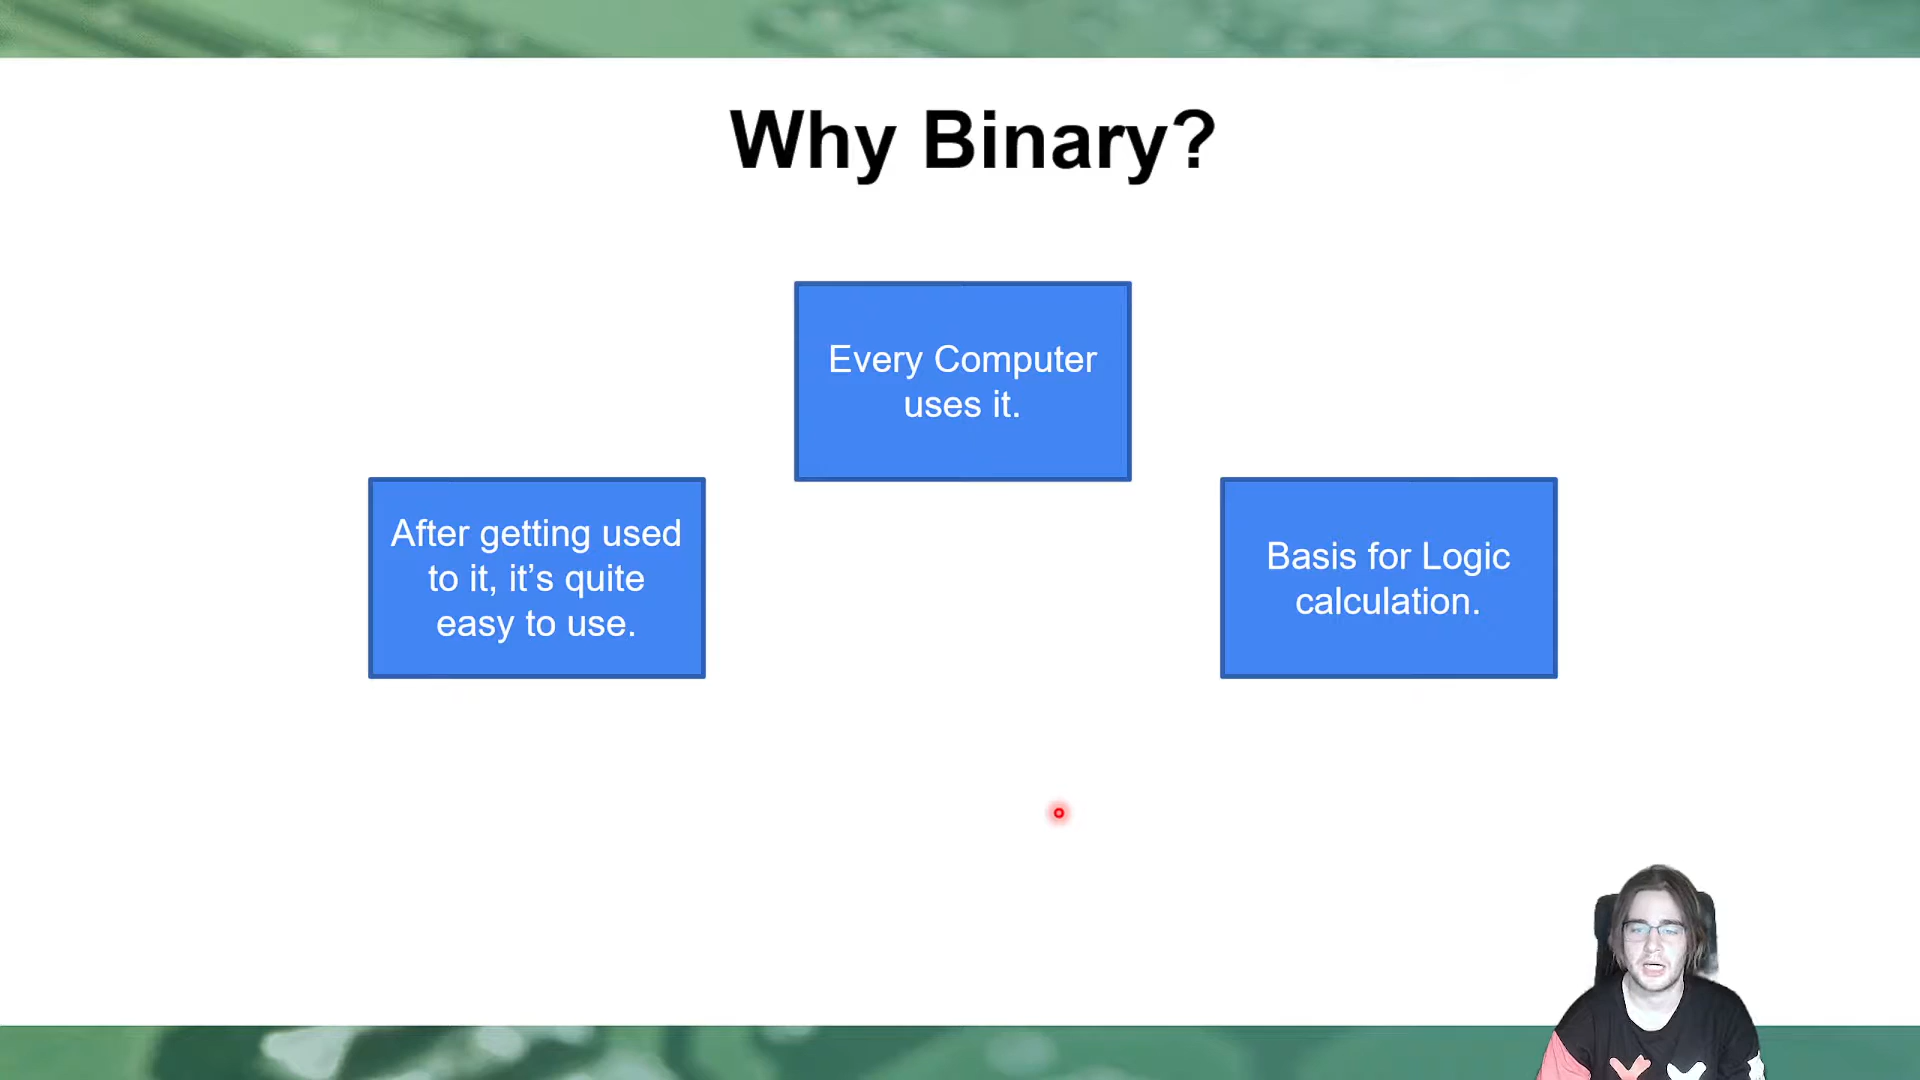 Why Binary?
Every Computer
uses it.
After getting used
to it, it’s quite
easy to use.
Basis for Logic
calculation.